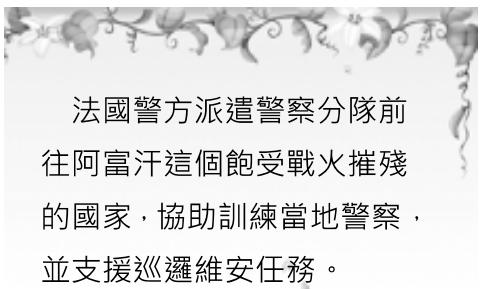 法國警方派遣警察分隊前
往阿富汗這個飽受戰火摧殘
的國家，協助訓練當地警察，
並支援巡邏維安任務。